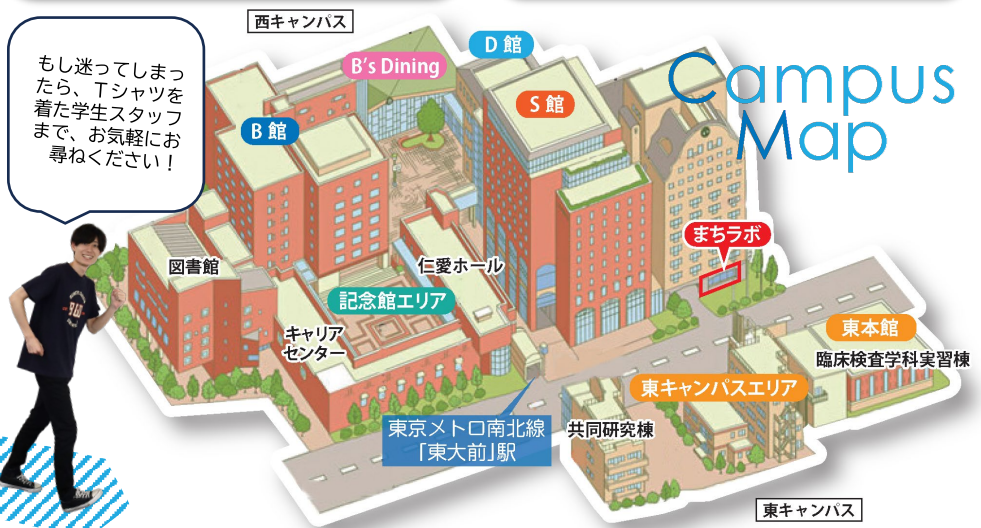 西キャンパス
もし迷ってしまっ
たら、Tシャツを
着た学生スタッフ
まで、お気軽にお
尋ねください！
D 館
B's Dining
Campus
Map
S 館
B 館
まちラボ
図書館
仁愛ホール
記念館エリア
キャリア
センター
東本館
臨床検査学科実習棟
東キャンパスエリア
東京メトロ南北線
「東大前」駅
共同研究棟
東キャンパス